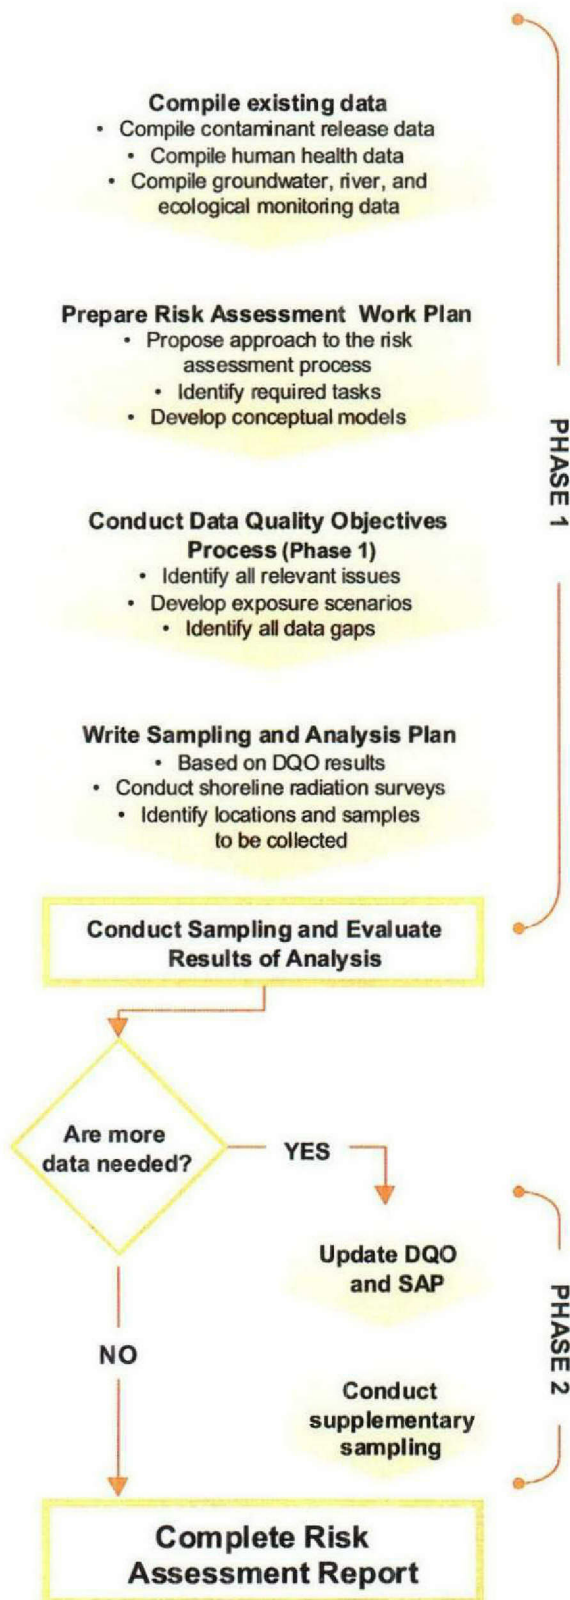 Compile existing data
• Compile contaminant release data
• Compile human health data
• Compile groundwater, river, and
ecological monitoring data
Prepare Risk Assessment Work Plan
• Propose approach to the risk
assessment process
• Identify required tasks
• Develop conceptual models
Conduct Data Quality Objectives
Process (Phase 1)
• Identify all relevant issues
• Develop exposure scenarios
• Identify all data gaps
Write Sampling and Analysis Plan
• Based on DQO results
• Conduct shoreline radiation surveys
• Identify locations and samples
to be collected
Conduct Sampling and Evaluate
Results of Analysis
PHASE 1
Are more
data needed?
YES
NO
Update DQO
and SAP
Conduct
supplementary
sampling
PHASE 2
Complete Risk
Assessment Report